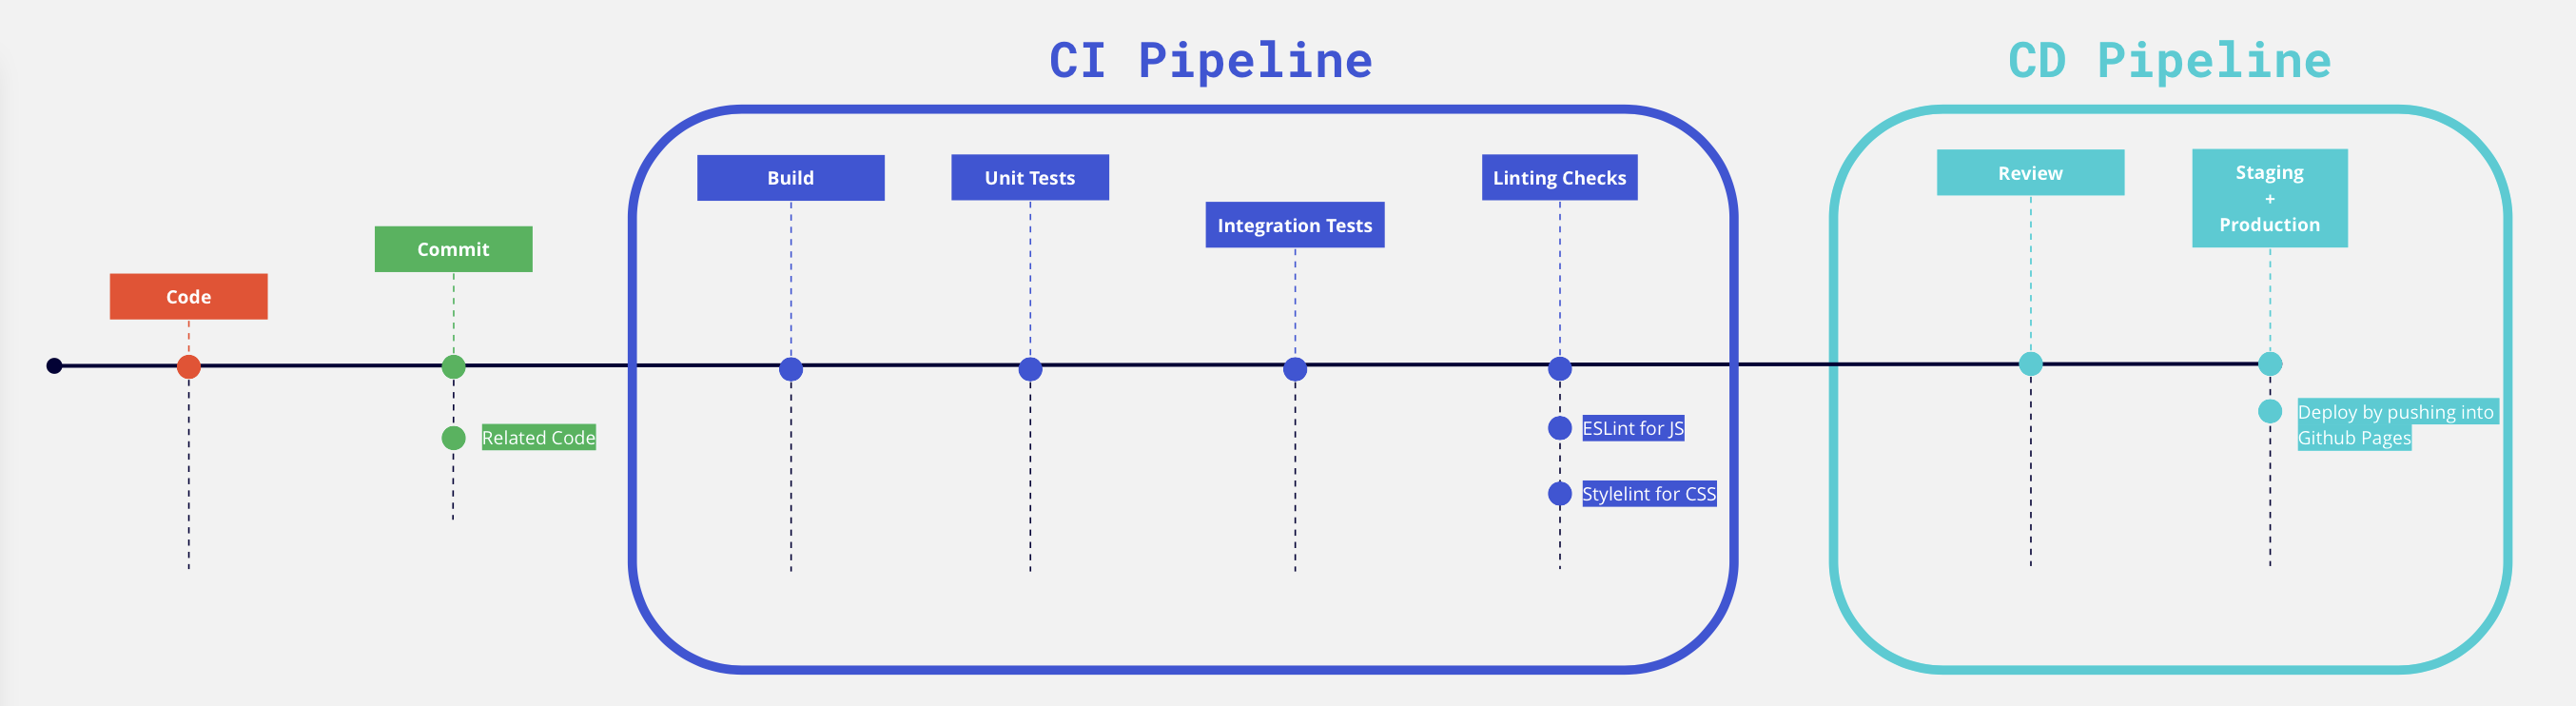 CI Pipeline
CD Pipeline
Code
Commit
Related Code
Build
Unit Tests
Integration Tests
Linting Checks
ESLint for JS
Stylelint for CSS
Review
Staging
+
Production
Deploy by pushing into
Github Pages